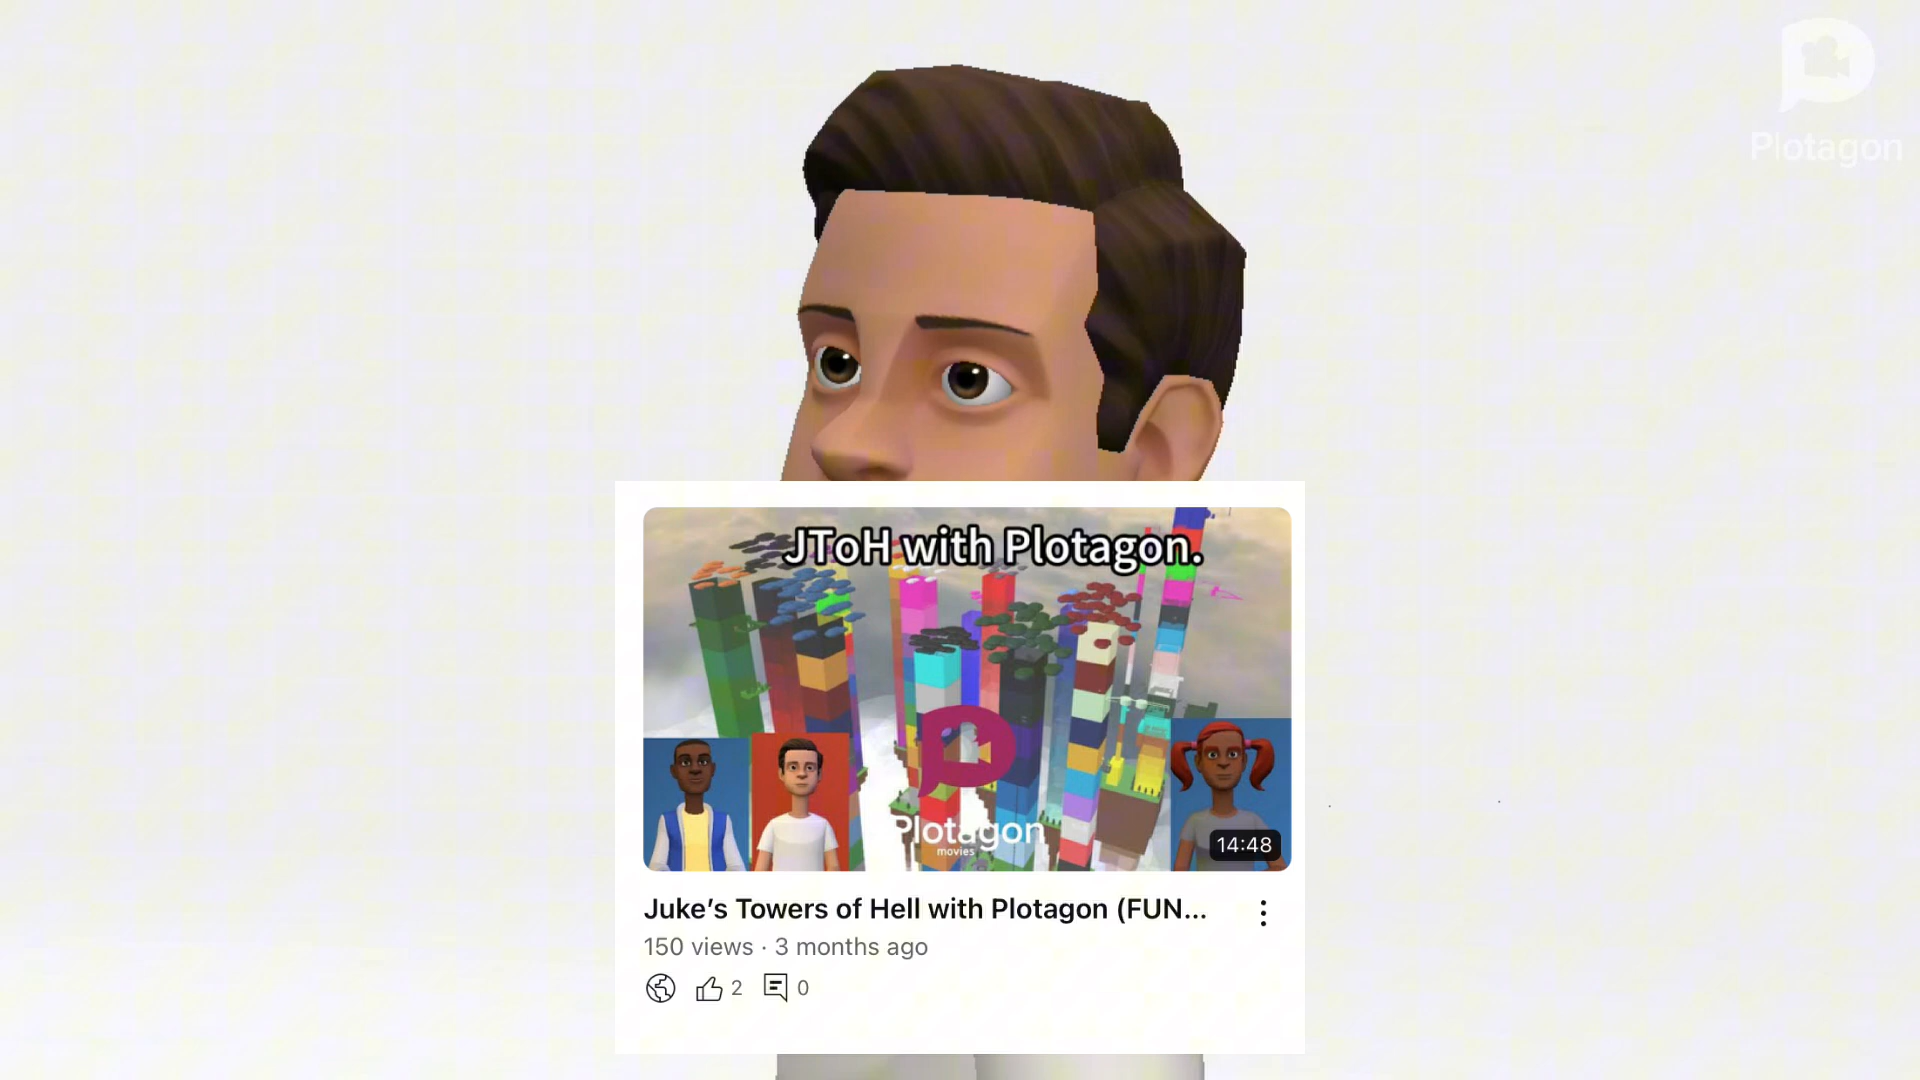 Plotagon
JToH with Plotagon.
Plotagon
movies
14:48
Juke's Towers of Hell with Plotagon (FUN...
150 views · 3 months ago
2
0